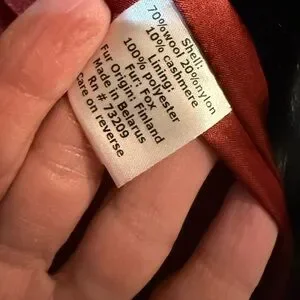 Shell:
70%wool 20%nylon
10% cashmere
Lining:
100% polyester
Fur: Fox
Fur Origin: Finland
Made in Belarus
Rn # 73209
Care on reverse